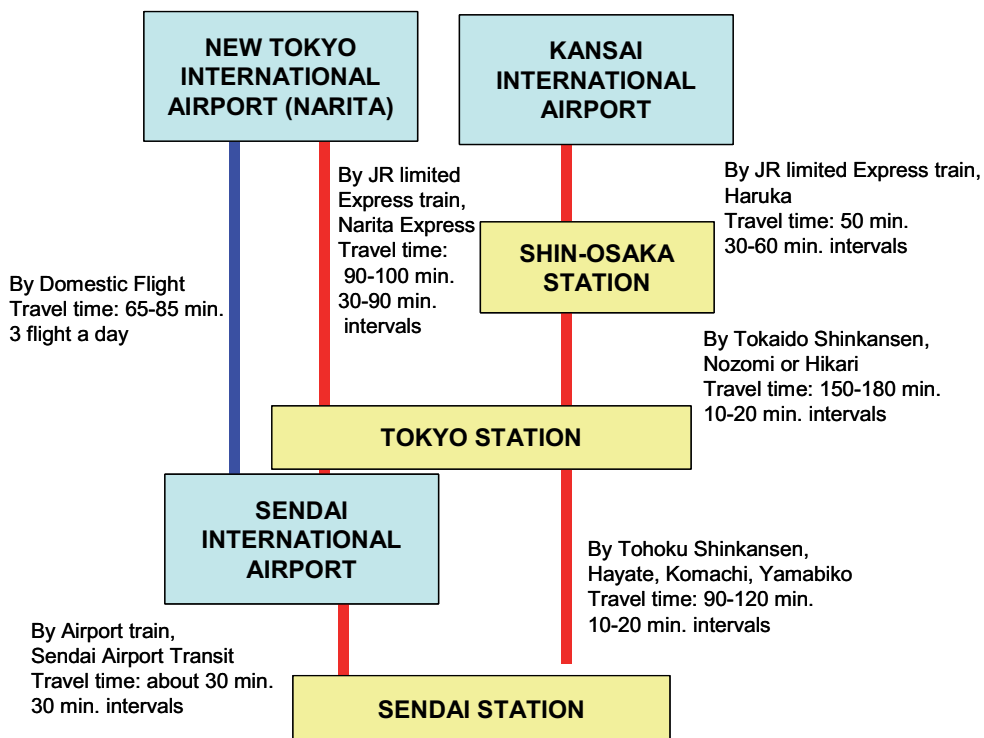 NEW TOKYO
INTERNATIONAL
AIRPORT (NARITA)
KANSAI
INTERNATIONAL
AIRPORT
By JR limited
Express train,
Narita Express
Travel time:
90-100 min.
30-90 min.
intervals
By JR limited Express train,
Haruka
Travel time: 50 min.
30-60 min. intervals
SHIN-OSAKA
STATION
By Domestic Flight
Travel time: 65-85 min.
3 flight a day
By Tokaido Shinkansen,
Nozomi or Hikari
Travel time: 150-180 min.
10-20 min. intervals
TOKYO STATION
SENDAI
INTERNATIONAL
AIRPORT
By Tohoku Shinkansen,
Hayate, Komachi, Yamabiko
Travel time: 90-120 min.
10-20 min. intervals
By Airport train,
Sendai Airport Transit
Travel time: about 30 min.
30 min. intervals
SENDAI STATION